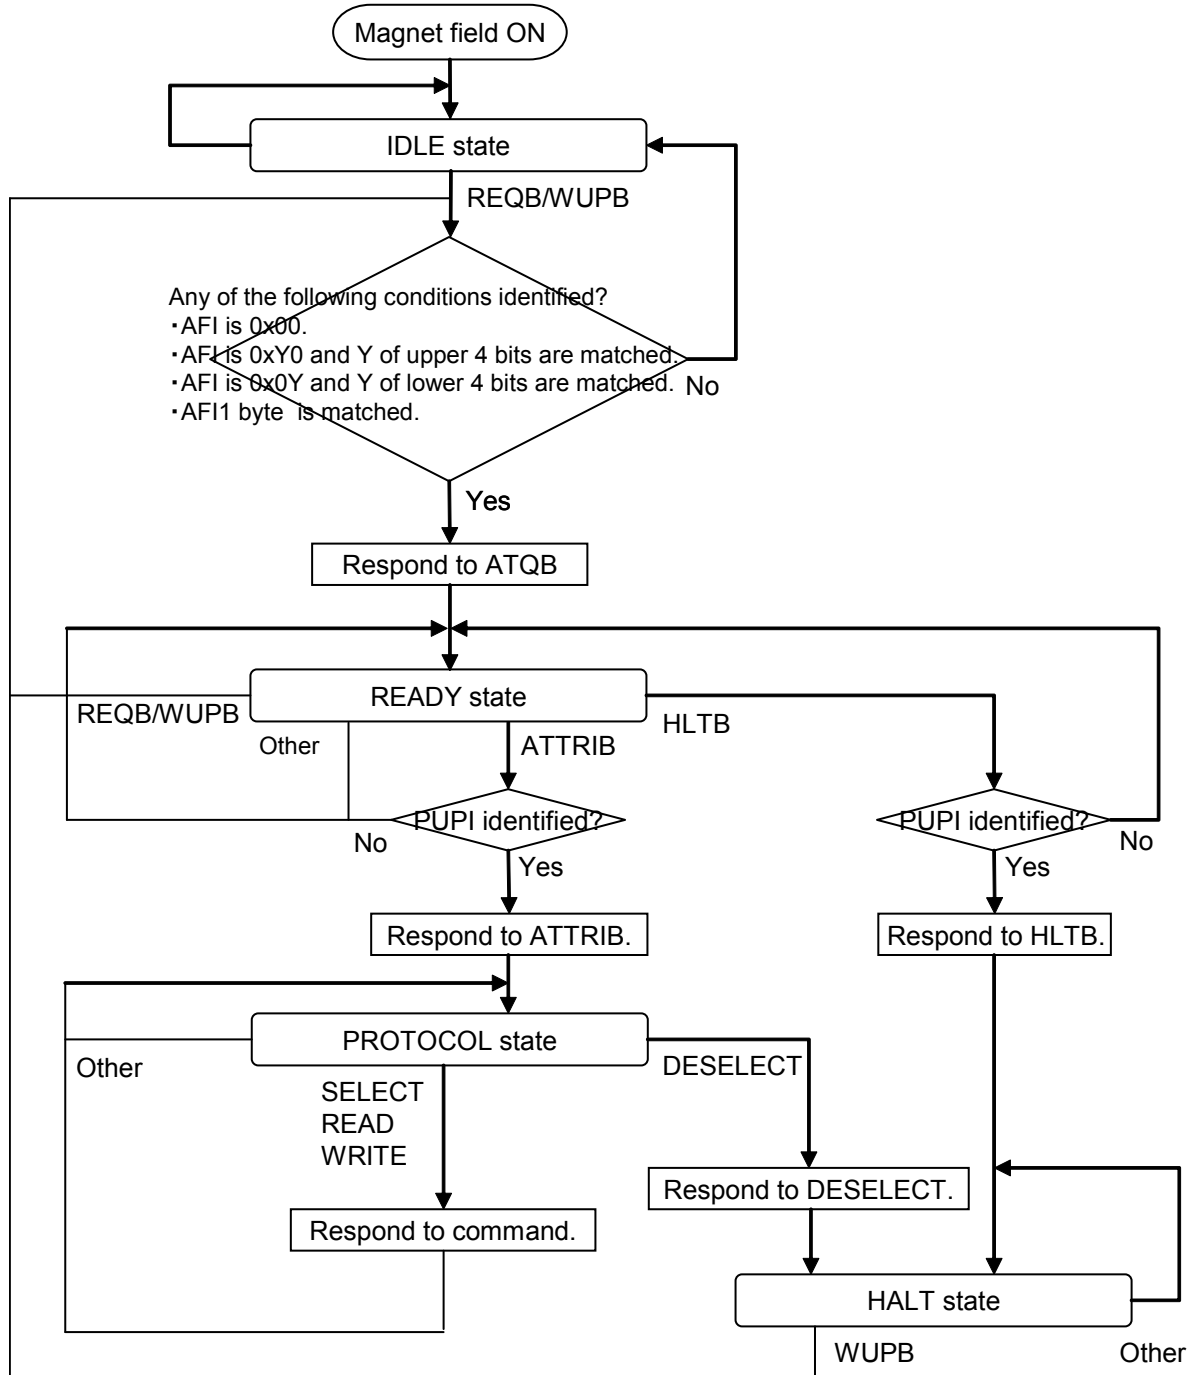 Magnet field ON
IDLE state
REQB/WUPB
Any of the following conditions identified?
・AFI is 0x00.
・AFI is 0xY0 and Y of upper 4 bits are matched.
・AFI is 0x0Y and Y of lower 4 bits are matched.
No
・AFI1 byte  is matched.
Yes
Respond to ATQB
READY state
REQB/WUPB
HLTB
Other
ATTRIB
PUPI identified?
PUPI identified?
No
No
Yes
Yes
Respond to ATTRIB.
Respond to HLTB.
PROTOCOL state
Other
DESELECT
SELECT
READ
WRITE
Respond to DESELECT.
Respond to command.
HALT state
WUPB
Other